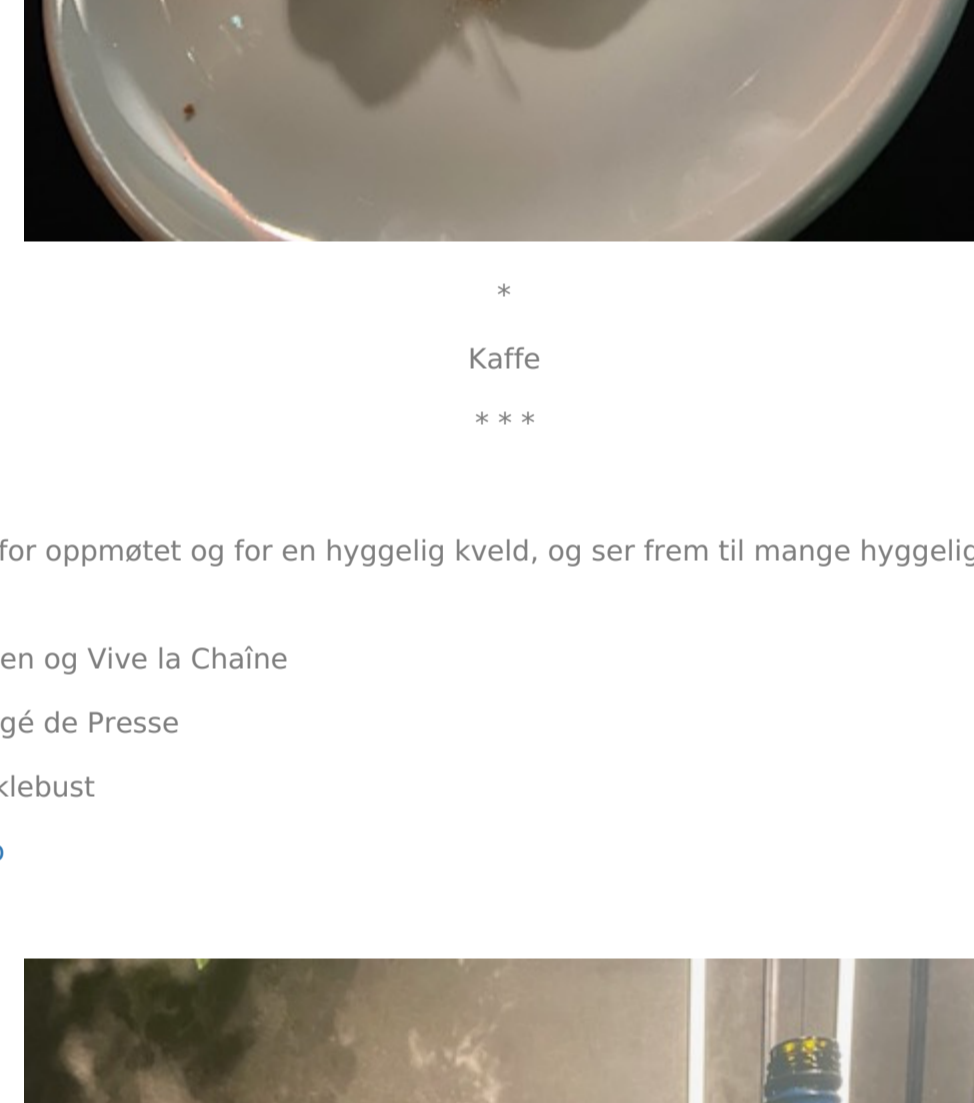 *
Kaffe
* * *
for oppmøtet og for en hyggelig kveld, og ser frem til mange
en og Vive la Chaîne
gé de Presse
klebust